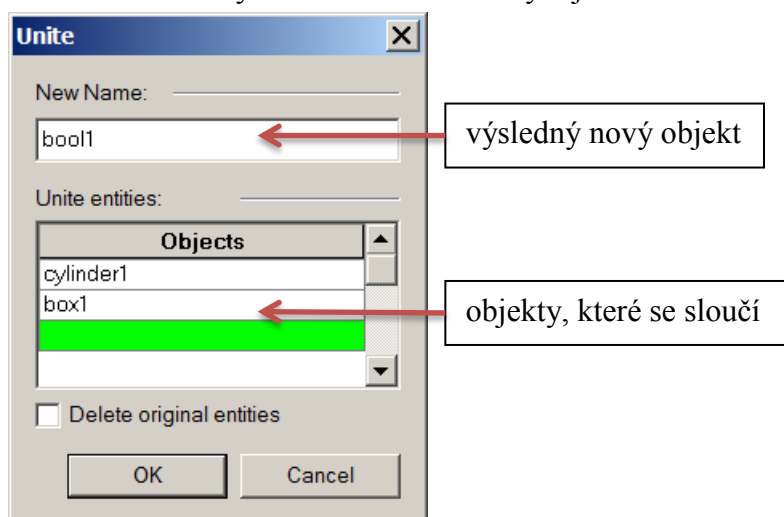 Unite
New Name:
bool1
výsledný nový objekt
Unite entities:
Objects
cylinder1
box1
objekty, které se sloučí
Delete original entities
OK Cancel